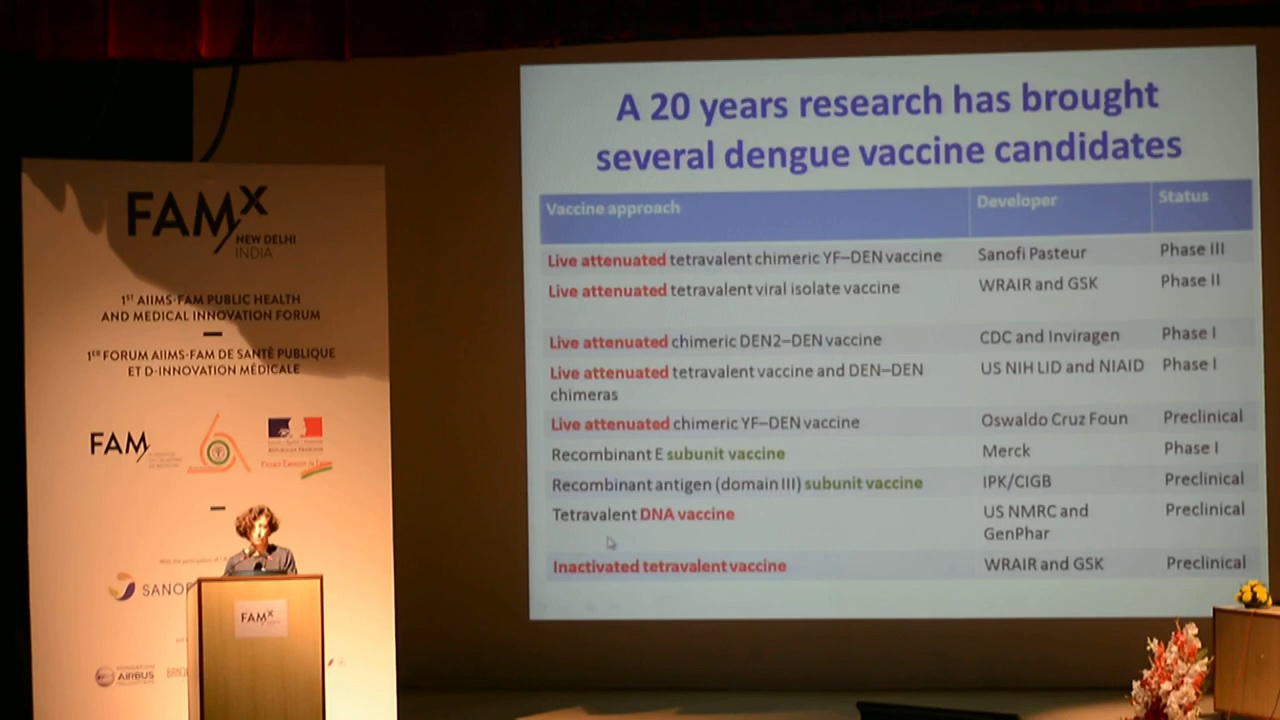 FAMx
NEW DELHI
INDIA
1ST AIIMS-FAM PUBLIC HEALTH
AND MEDICAL INNOVATION FORUM
1ER FORUM AIIMS-FAM DE SANTÉ PUBLIQUE
ET D-INNOVATION MÉDICALE
FAM
RÉPUBLIQUE FRANÇAISE
With the participation of
SANOF
AIRBUS
FAMX
A 20 years research has brought
several dengue vaccine candidates
Vaccine approach Developer Status
Live attenuated tetravalent chimeric YF–DEN vaccine Sanofi Pasteur Phase III
Live attenuated tetravalent viral isolate vaccine WRAIR and GSK Phase II
Live attenuated chimeric DEN2–DEN vaccine CDC and Inviragen Phase I
Live attenuated tetravalent vaccine and DEN–DEN US NIH LID and NIAID Phase I
chimeras
Live attenuated chimeric YF–DEN vaccine Oswaldo Cruz Foun Preclinical
Recombinant E subunit vaccine Merck Phase I
Recombinant antigen (domain III) subunit vaccine IPK/CIGB Preclinical
Tetravalent DNA vaccine US NMRC and Preclinical
GenPhar
Inactivated tetravalent vaccine WRAIR and GSK Preclinical